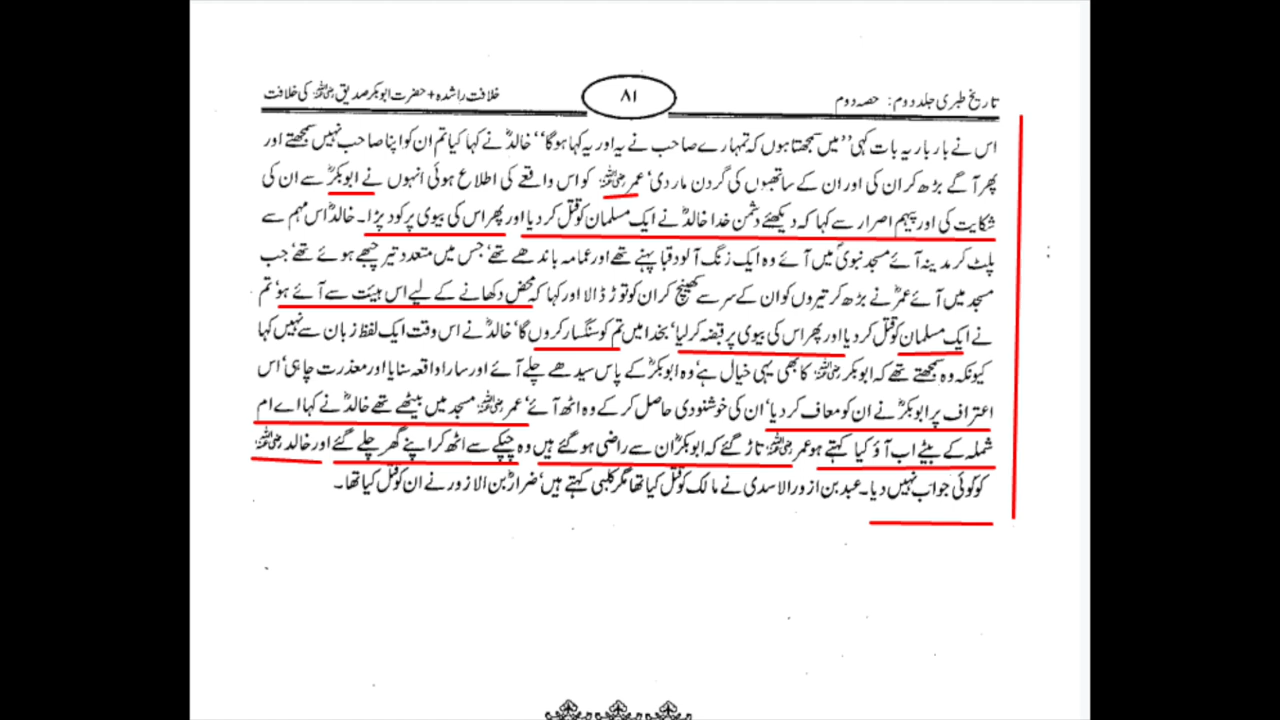 تاریخ طبری جلد دوم: حصہ دوم ۸۱ خلافت راشدہ + حضرت ابوبکر صدیق رضی اللہ عنہ کی خلافت
اس نے بار بار یہ بات کہی ’’میں سمجھتا ہوں کہ تمہارے صاحب نے یہ اور یہ کہا ہوگا‘‘ خالدؓ نے کہا کیا تم ان کو اپنا صاحب نہیں سمجھتے اور
پھر آگے بڑھ کر ان کی اور ان کے ساتھیوں کی گردن مار دی‘ عمر رضی اللہ عنہ کو اس واقعے کی اطلاع ہوئی انہوں نے ابوبکرؓ سے ان کی
شکایت کی اور پیہم اصرار سے کہا کہ دیکھئے دشمن خدا خالدؓ نے ایک مسلمان کو قتل کر دیا اور پھر اس کی بیوی پر کود پڑا۔ خالدؓ اس مہم سے
پلٹ کر مدینہ آئے مسجد نبویؐ میں آئے وہ ایک زنگ آلود قبا پہنے تھے اور عمامہ باندھے تھے‘ جس میں متعدد تیر چبھے ہوئے تھے‘ جب
مسجد میں آئے عمرؓ نے بڑھ کر تیروں کو ان کے سر سے کھینچ کر ان کو توڑ ڈالا اور کہا کہ محض دکھانے کے لیے اس ہیئت سے آئے ہو‘ تم
نے ایک مسلمان کو قتل کر دیا اور پھر اس کی بیوی پر قبضہ کر لیا‘ بخدا میں تم کو سنگسار کروں گا‘ خالدؓ نے اس وقت ایک لفظ زبان سے نہیں کہا
کیونکہ وہ سمجھتے تھے کہ ابوبکر رضی اللہ عنہ کا بھی یہی خیال ہے‘ وہ ابوبکرؓ کے پاس سیدھے چلے آئے اور سارا واقعہ سنایا اور معذرت چاہی‘ اس
اعتراف پر ابوبکرؓ نے ان کو معاف کر دیا‘ ان کی خوشنودی حاصل کر کے وہ اٹھ آئے‘ عمر رضی اللہ عنہ مسجد میں بیٹھے تھے خالدؓ نے کہا اے ام
شملہ کے بیٹے اب آؤ کیا کہتے ہو عمر رضی اللہ عنہ تاڑ گئے کہ ابوبکرؓ ان سے راضی ہو گئے ہیں وہ چپکے سے اٹھ کر اپنے گھر چلے گئے اور خالد رضی اللہ عنہ
کو کوئی جواب نہیں دیا۔ عبد بن ازور الاسدی نے مالک کو قتل کیا تھا مگر کلبی کہتے ہیں‘ ضرارؓ بن الازور نے ان کو قتل کیا تھا۔